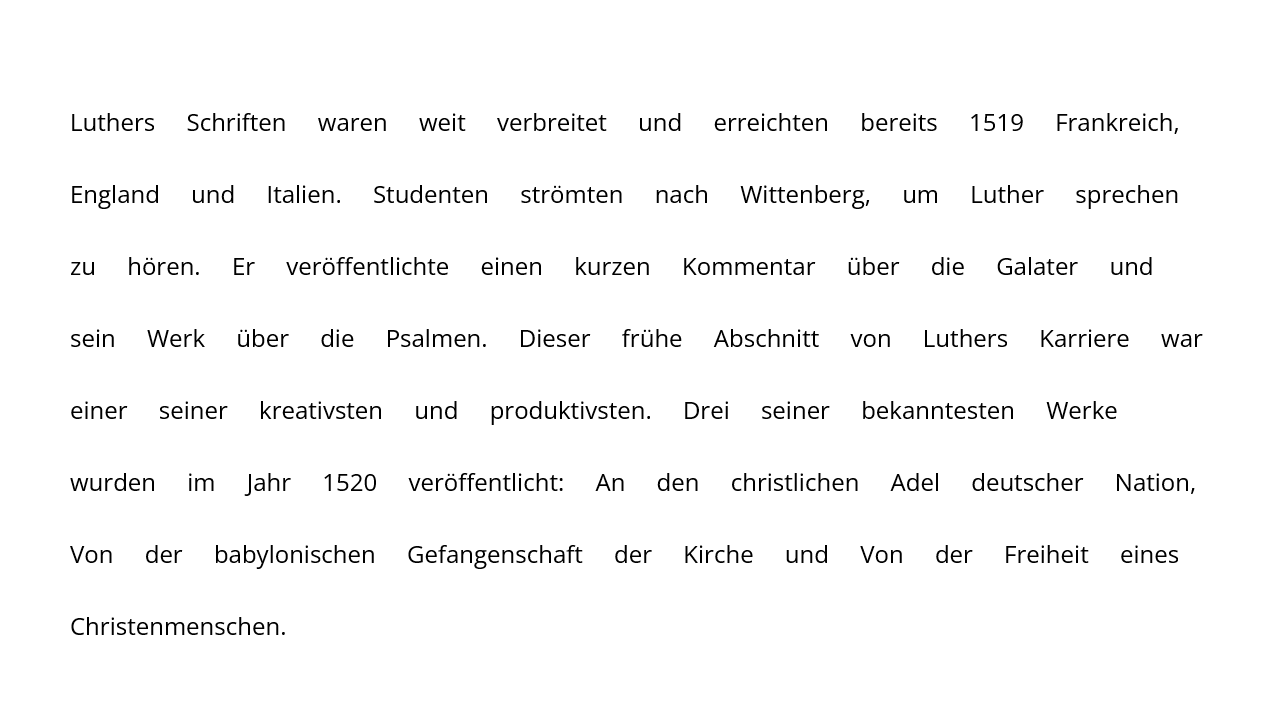 Luthers Schriften waren weit verbreitet und erreichten bereits 1519 Frankreich,
England und Italien. Studenten strömten nach Wittenberg, um Luther sprechen
zu hören. Er veröffentlichte einen kurzen Kommentar über die Galater und
sein Werk über die Psalmen. Dieser frühe Abschnitt von Luthers Karriere war
einer seiner kreativsten und produktivsten. Drei seiner bekanntesten Werke
wurden im Jahr 1520 veröffentlicht: An den christlichen Adel deutscher Nation,
Von der babylonischen Gefangenschaft der Kirche und Von der Freiheit eines
Christenmenschen.